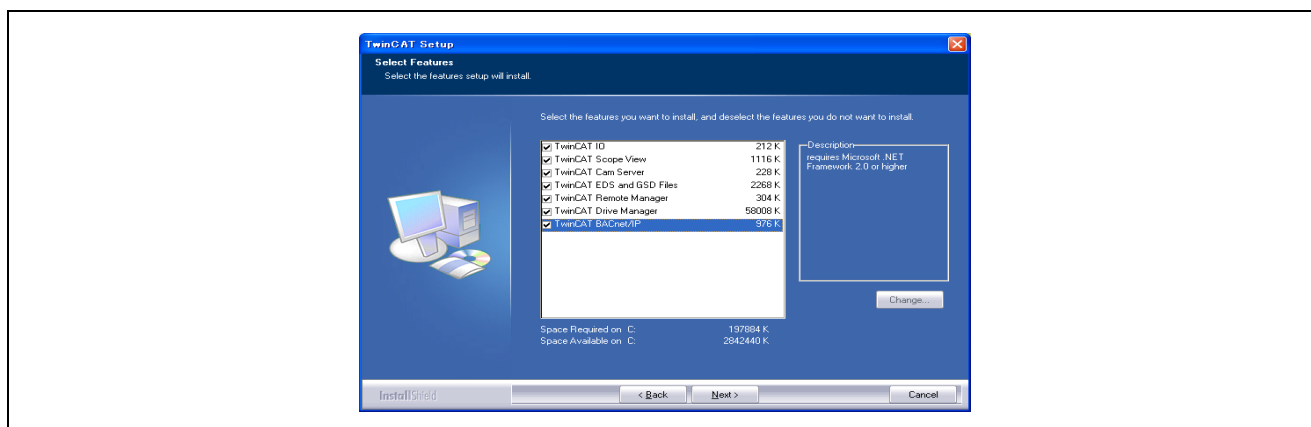 TwinCAT Setup
Select Features
Select the features setup will install.
Select the features you want to install, and deselect the features you do not want to install.
TwinCAT IO 212 K
TwinCAT Scope View 1116 K
TwinCAT Cam Server 228 K
TwinCAT EDS and GSD Files 2268 K
TwinCAT Remote Manager 304 K
TwinCAT Drive Manager 58008 K
TwinCAT BACnet/IP 976 K
Description
requires Microsoft .NET
Framework 2.0 or higher
Change...
Space Required on C: 197884 K
Space Available on C: 2842440 K
InstallShield
< Back
Next >
Cancel